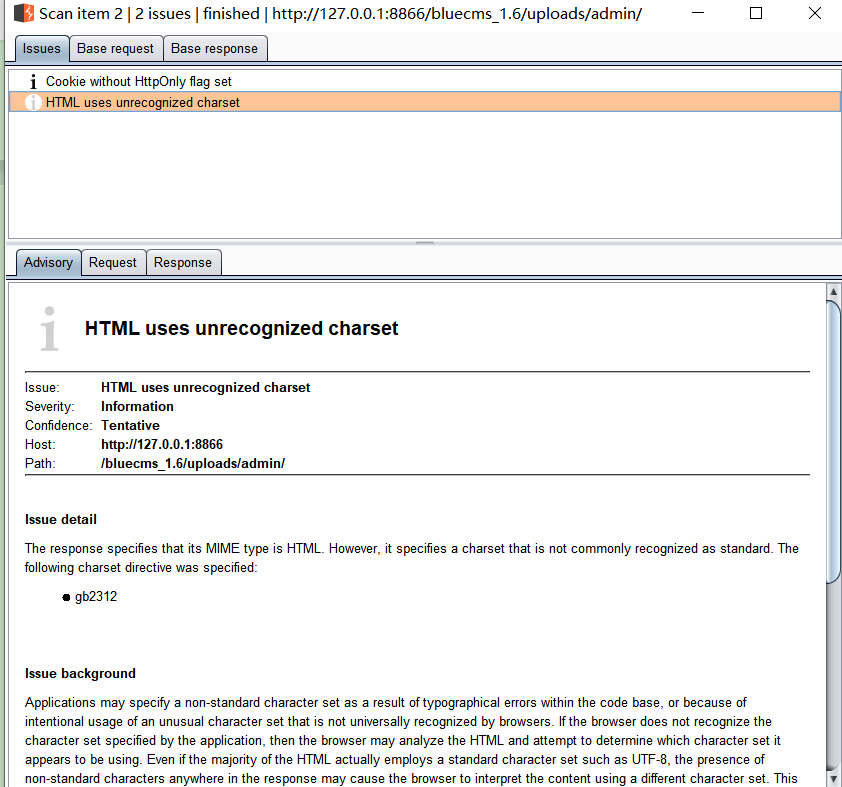 Scan item 2 | 2 issues | finished | http://127.0.0.1:8866/bluecms_1.6/uploads/admin/
Issues Base request Base response
Cookie without HttpOnly flag set
HTML uses unrecognized charset
Advisory Request Response
HTML uses unrecognized charset
Issue: HTML uses unrecognized charset
Severity: Information
Confidence: Tentative
Host: http://127.0.0.1:8866
Path: /bluecms_1.6/uploads/admin/
Issue detail
The response specifies that its MIME type is HTML. However, it specifies a charset that is not commonly recognized as standard. The
following charset directive was specified:
gb2312
Issue background
Applications may specify a non-standard character set as a result of typographical errors within the code base, or because of
intentional usage of an unusual character set that is not universally recognized by browsers. If the browser does not recognize the
character set specified by the application, then the browser may analyze the HTML and attempt to determine which character set it
appears to be using. Even if the majority of the HTML actually employs a standard character set such as UTF-8, the presence of
non-standard characters anywhere in the response may cause the browser to interpret the content using a different character set. This